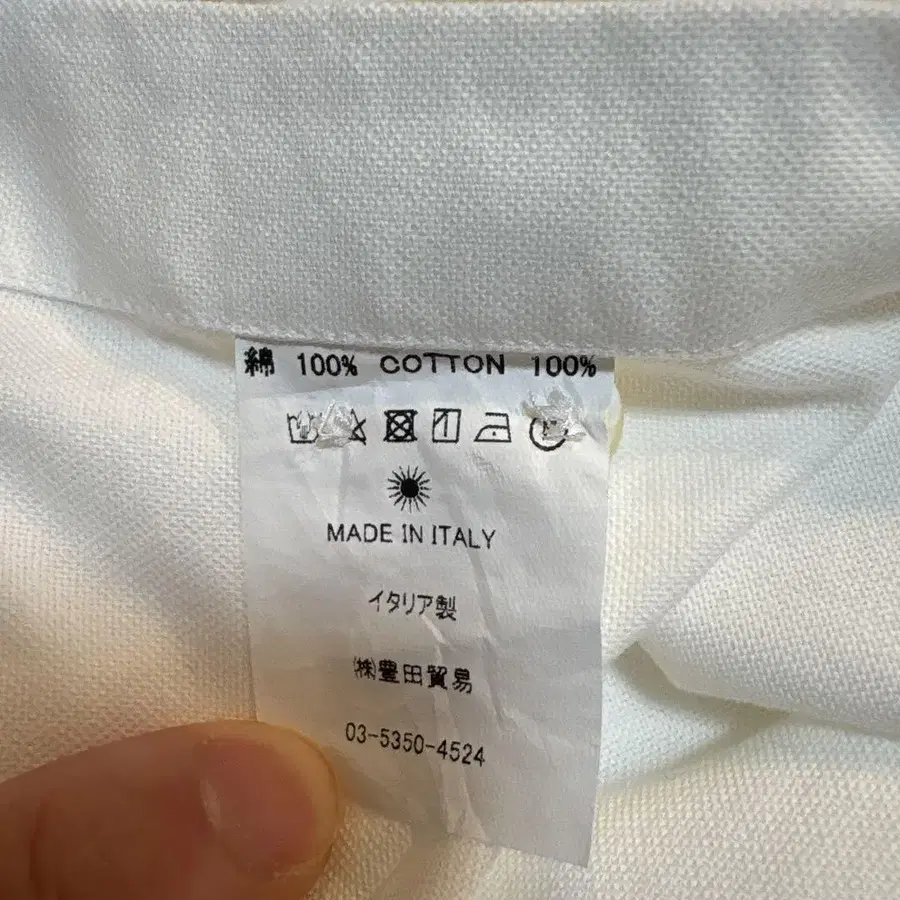 綿 100% COTTON 100%
MADE IN ITALY
イタリア製
㈱豊田貿易
03-5350-4524